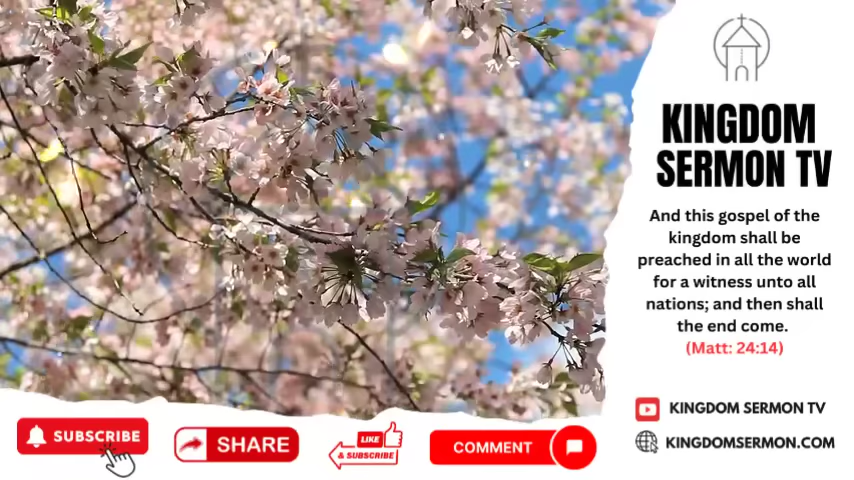 KINGDOM
SERMON TV
And this gospel of the
kingdom shall be
preached in all the world
for a witness unto all
nations; and then shall
the end come.
(Matt: 24:14)
KINGDOM SERMON TV
KINGDOMSERMON.COM
SUBSCRIBE
SHARE
LIKE
& SUBSCRIBE
COMMENT